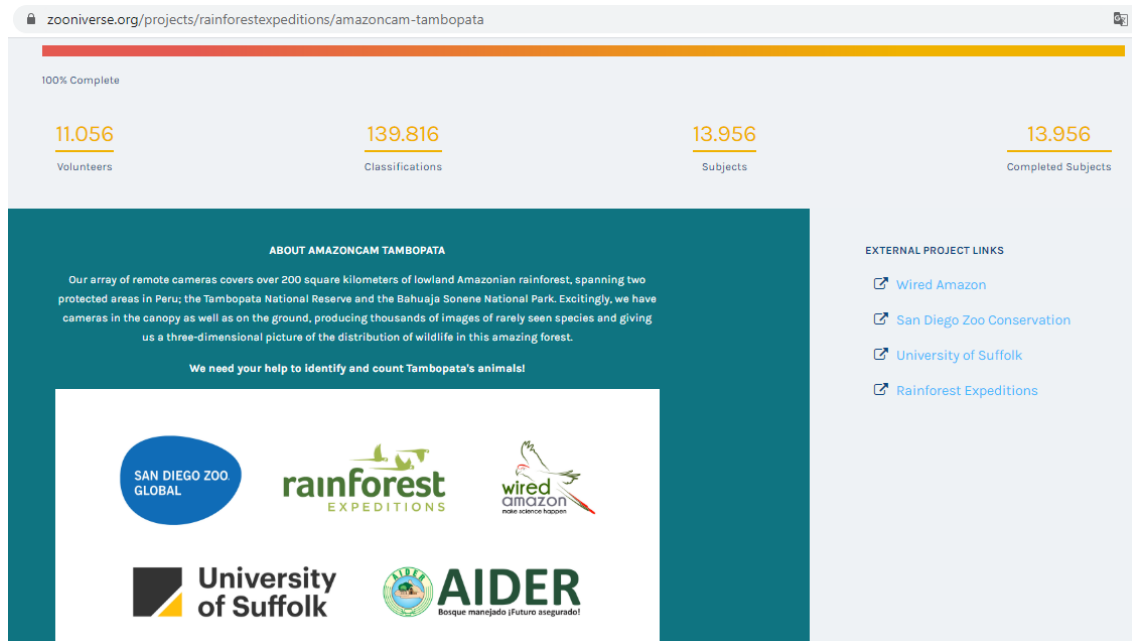 zooniverse.org/projects/rainforestexpeditions/amazoncam-tambopata
100% Complete
11.056
139.816
13.956
13.956
Volunteers
Classifications
Subjects
Completed Subjects
ABOUT AMAZONCAM TAMBOPATA
Our array of remote cameras covers over 200 square kilometers of lowland Amazonian rainforest, spanning two
protected areas in Peru; the Tambopata National Reserve and the Bahuaja Sonene National Park. Excitingly, we have
cameras in the canopy as well as on the ground, producing thousands of images of rarely seen species and giving
us a three-dimensional picture of the distribution of wildlife in this amazing forest.
We need your help to identify and count Tambopata's animals!
EXTERNAL PROJECT LINKS
Wired Amazon
San Diego Zoo Conservation
University of Suffolk
Rainforest Expeditions
SAN DIEGO ZOO
GLOBAL
rainforest
EXPEDITIONS
wired
amazon
make science happen
University
of Suffolk
AIDER
AIDER
Bosque manejado ¡Futuro asegurado!